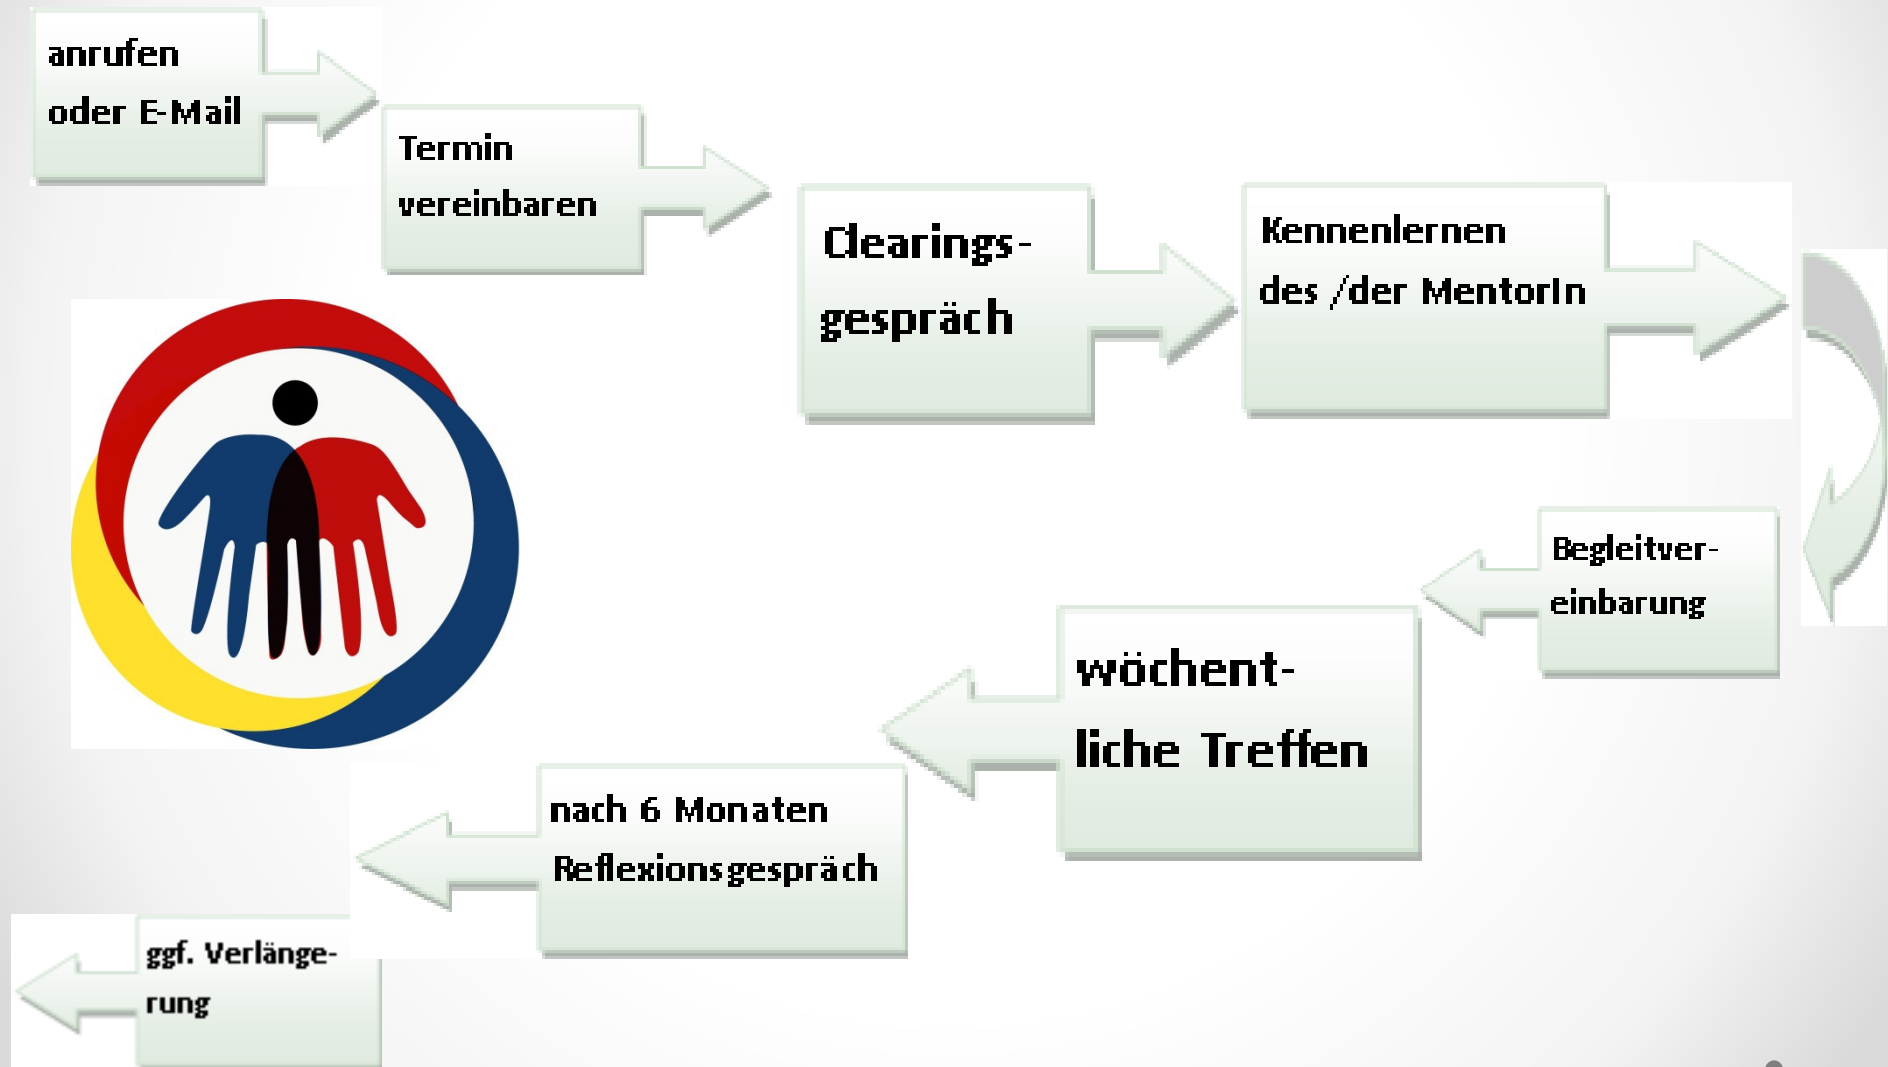 anrufen
oder E-Mail
Termin
vereinbaren
Clearings-
gespräch
Kennenlernen
des /der MentorIn
Begleitver-
einbarung
wöchent-
liche Treffen
nach 6 Monaten
Reflexionsgespräch
ggf. Verlänge-
rung